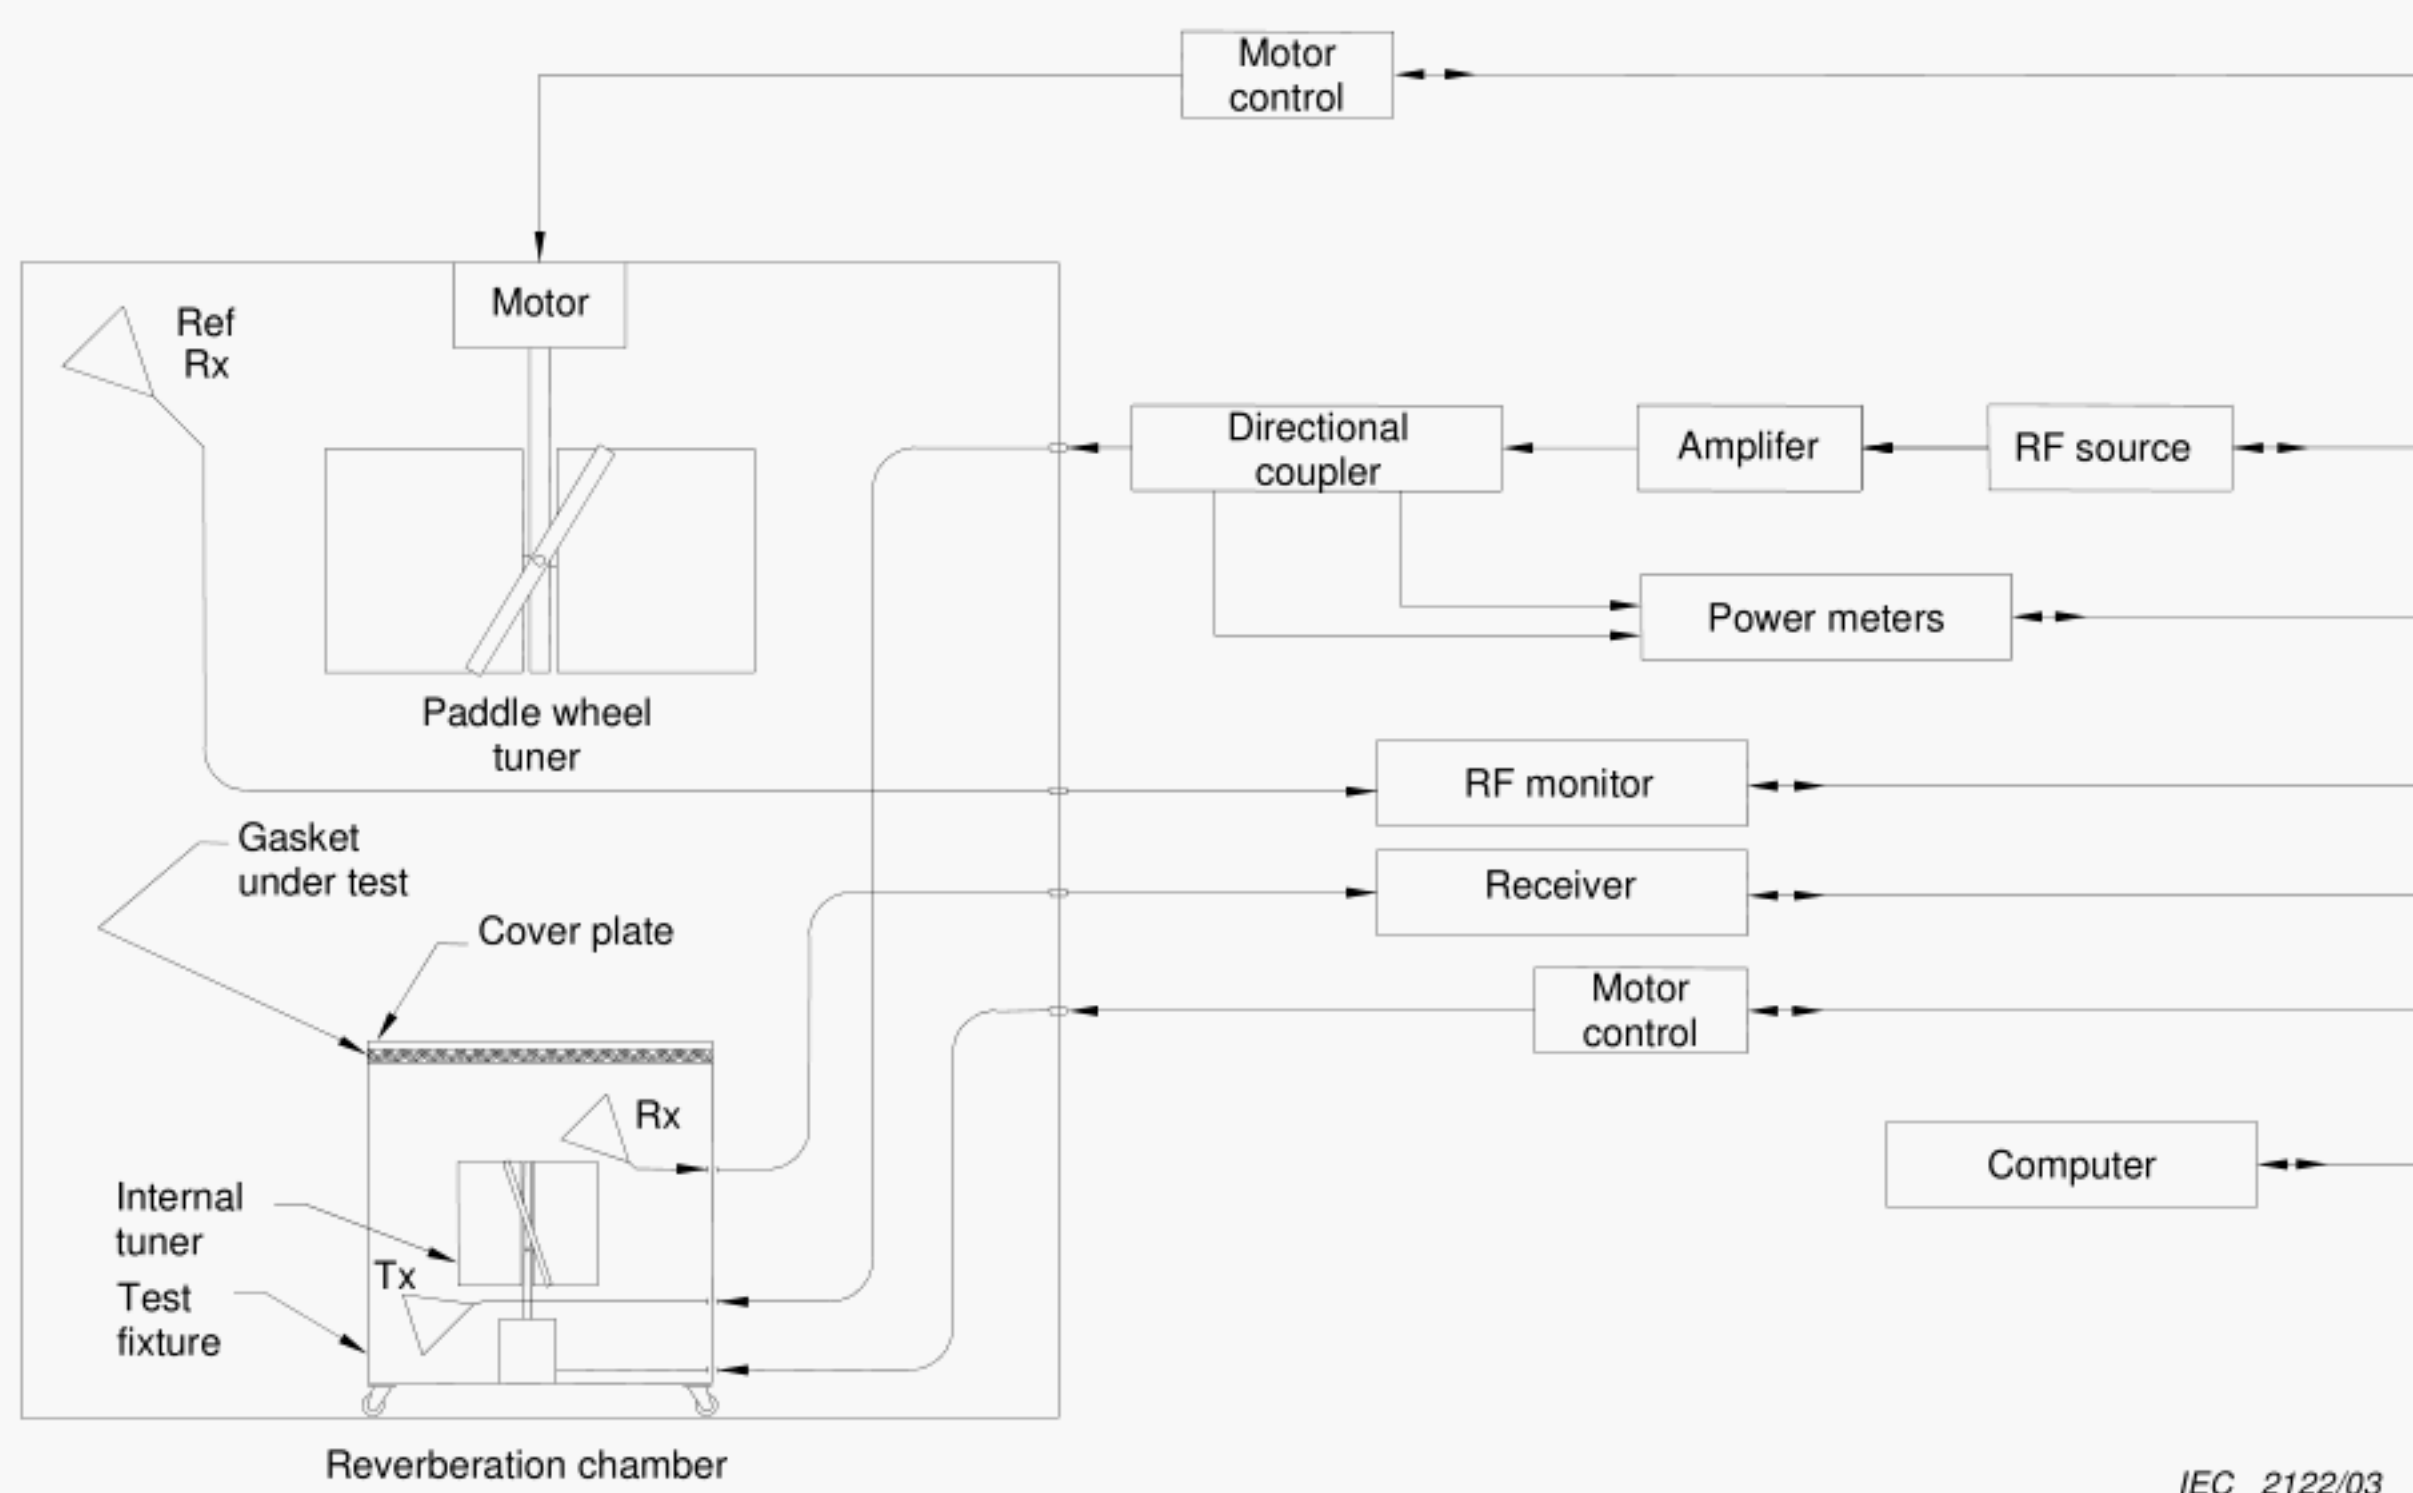 Motor
control
Motor
Ref
Rx
Directional
coupler
Amplifer
RF source
Power meters
Paddle wheel
tuner
RF monitor
Gasket
under test
Receiver
Cover plate
Motor
control
Rx
Computer
Internal
tuner
Tx
Test
fixture
Reverberation chamber
IEC 2122/03